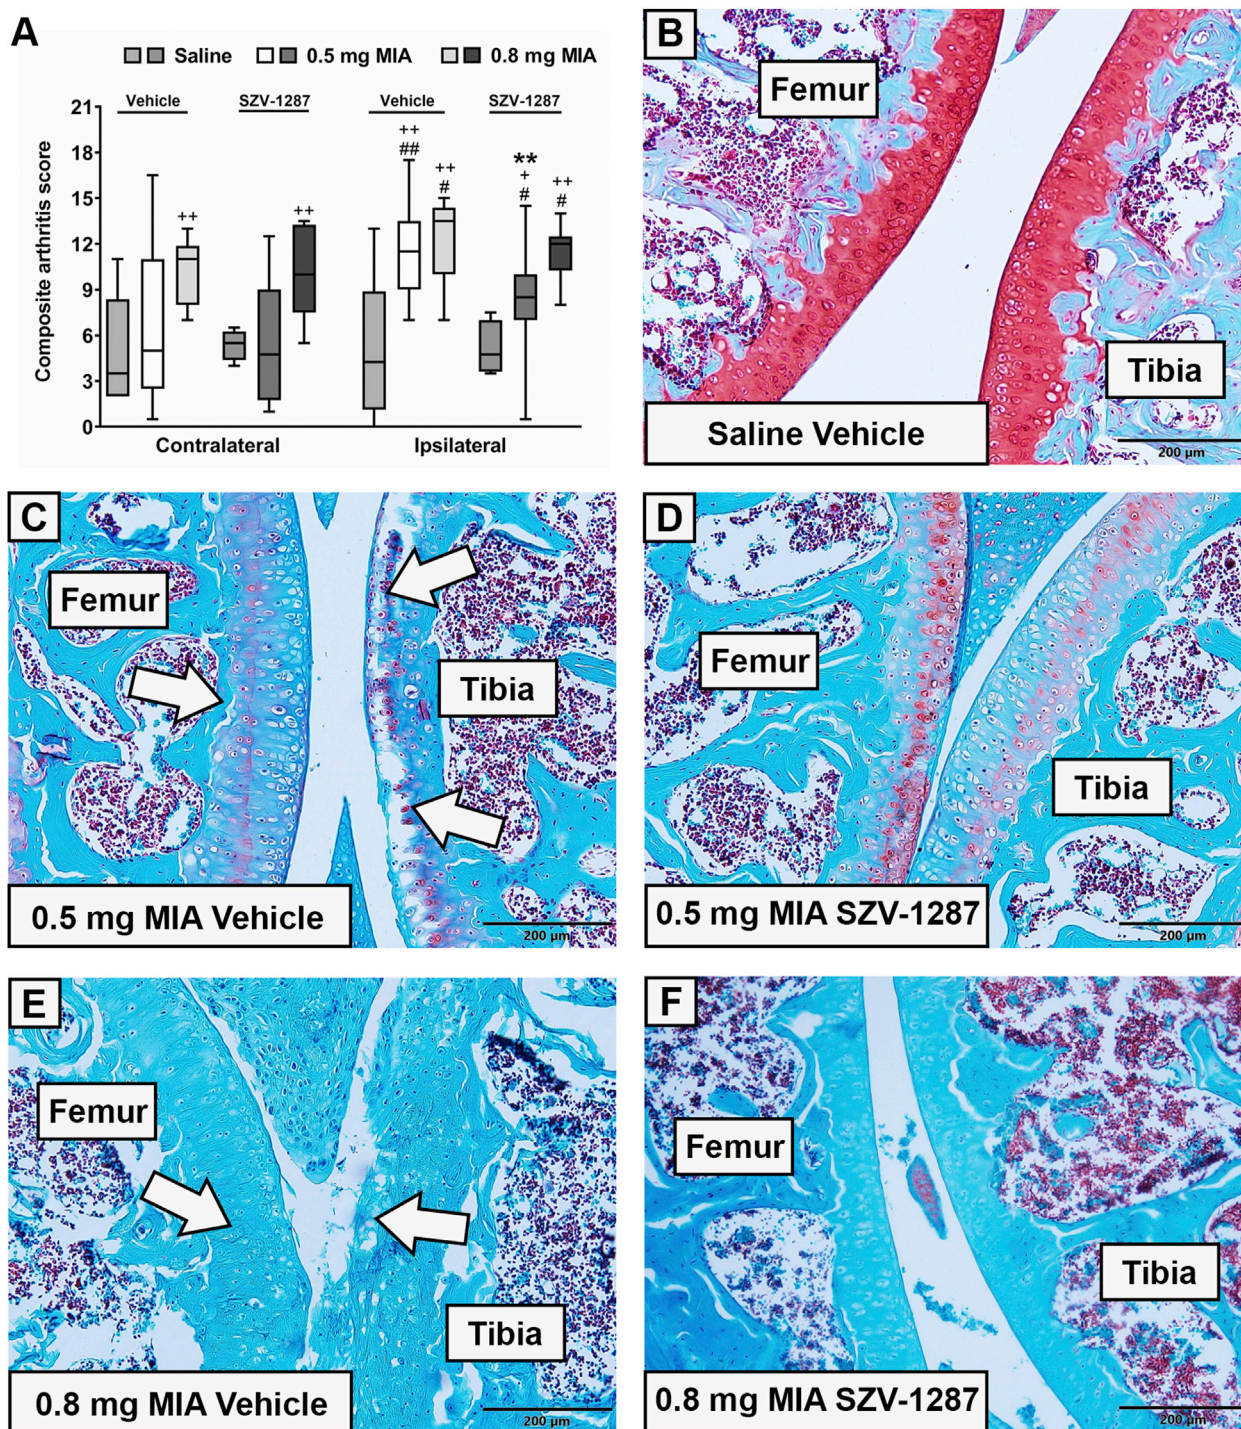 A
Saline 0.5 mg MIA 0.8 mg MIA
Vehicle SZV-1287 Vehicle SZV-1287
Composite arthritis score
21
18
15
12
9
6
3
0
++
++
++
##
++
#
**
+
#
++
#
Contralateral Ipsilateral
B
Femur
Tibia
Saline Vehicle
200 µm
C
Femur
Tibia
0.5 mg MIA Vehicle
200 µm
D
Femur
Tibia
0.5 mg MIA SZV-1287
200 µm
E
Femur
Tibia
0.8 mg MIA Vehicle
200 µm
F
Femur
Tibia
0.8 mg MIA SZV-1287
200 µm